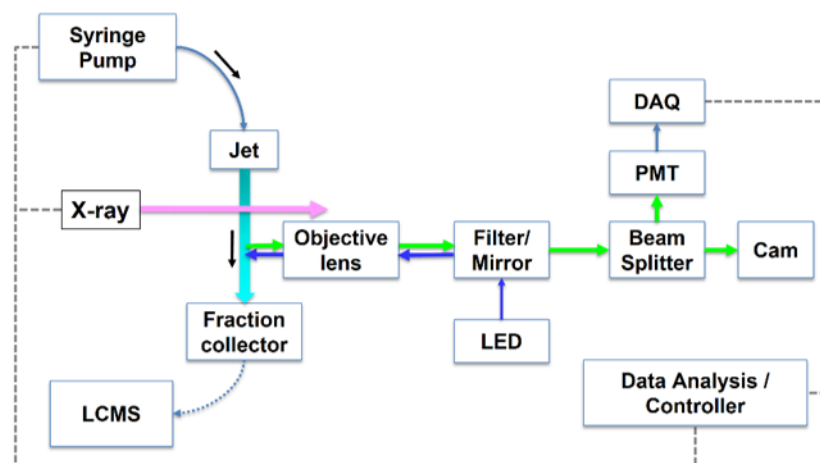 Syringe
Pump
DAQ
Jet
PMT
X-ray
Objective
lens
Filter/
Mirror
Beam
Splitter
Cam
Fraction
collector
LED
LCMS
Data Analysis /
Controller